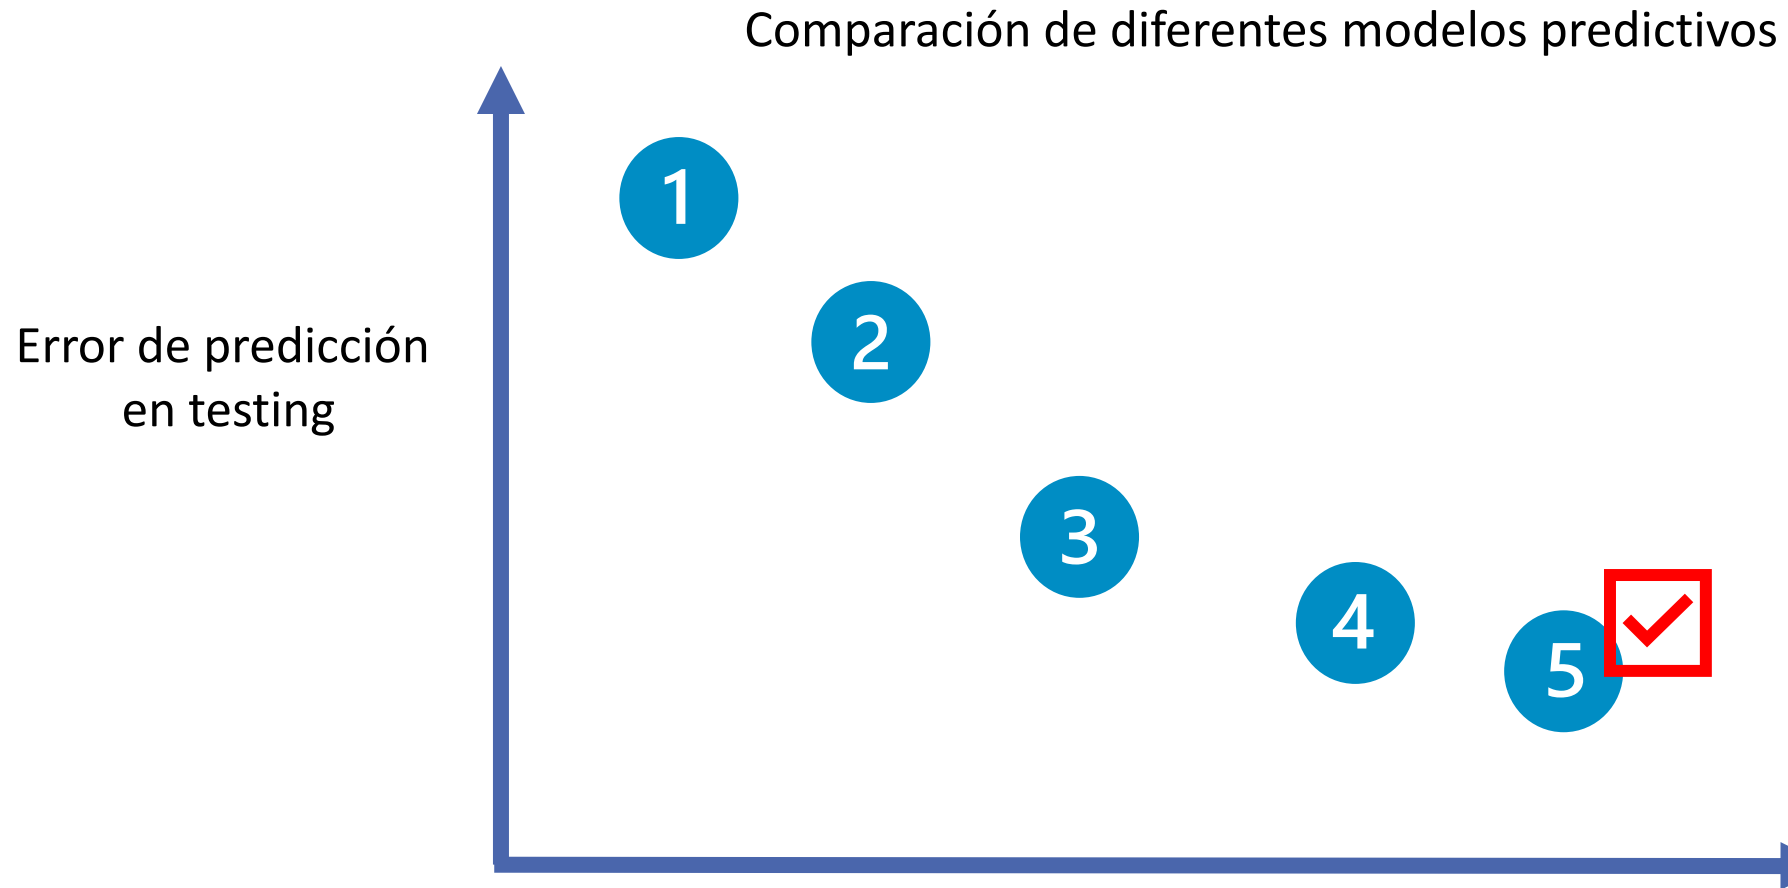 Comparación de diferentes modelos predictivos
1
2
Error de predicción
en testing
3
4
5